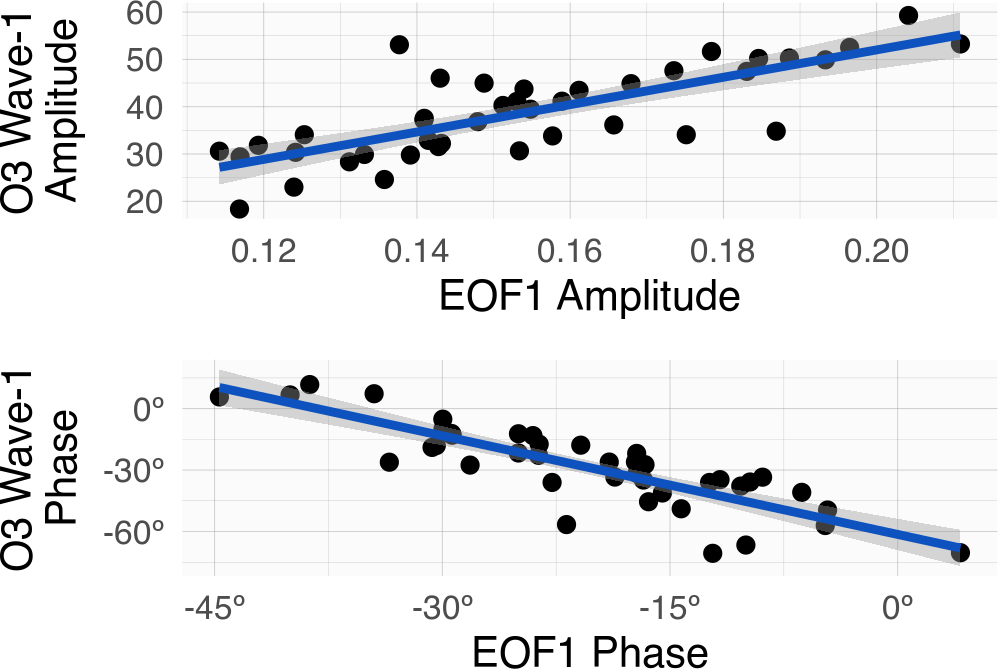 O3 Wave-1
Amplitude
60
50
40
30
20
0.12 0.14 0.16 0.18 0.20
EOF1 Amplitude
O3 Wave-1
Phase
0º
-30º
-60º
-45º -30º -15º 0º
EOF1 Phase